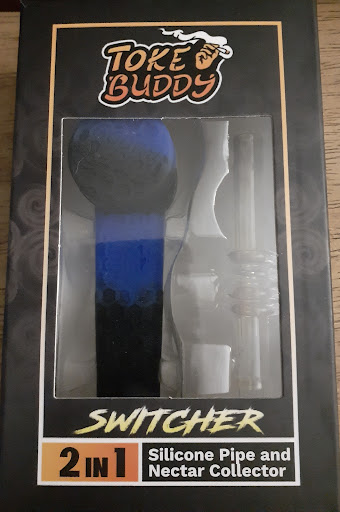 TOKE
BUDDY
SWITCHER
2 IN 1
Silicone Pipe and
Nectar Collector